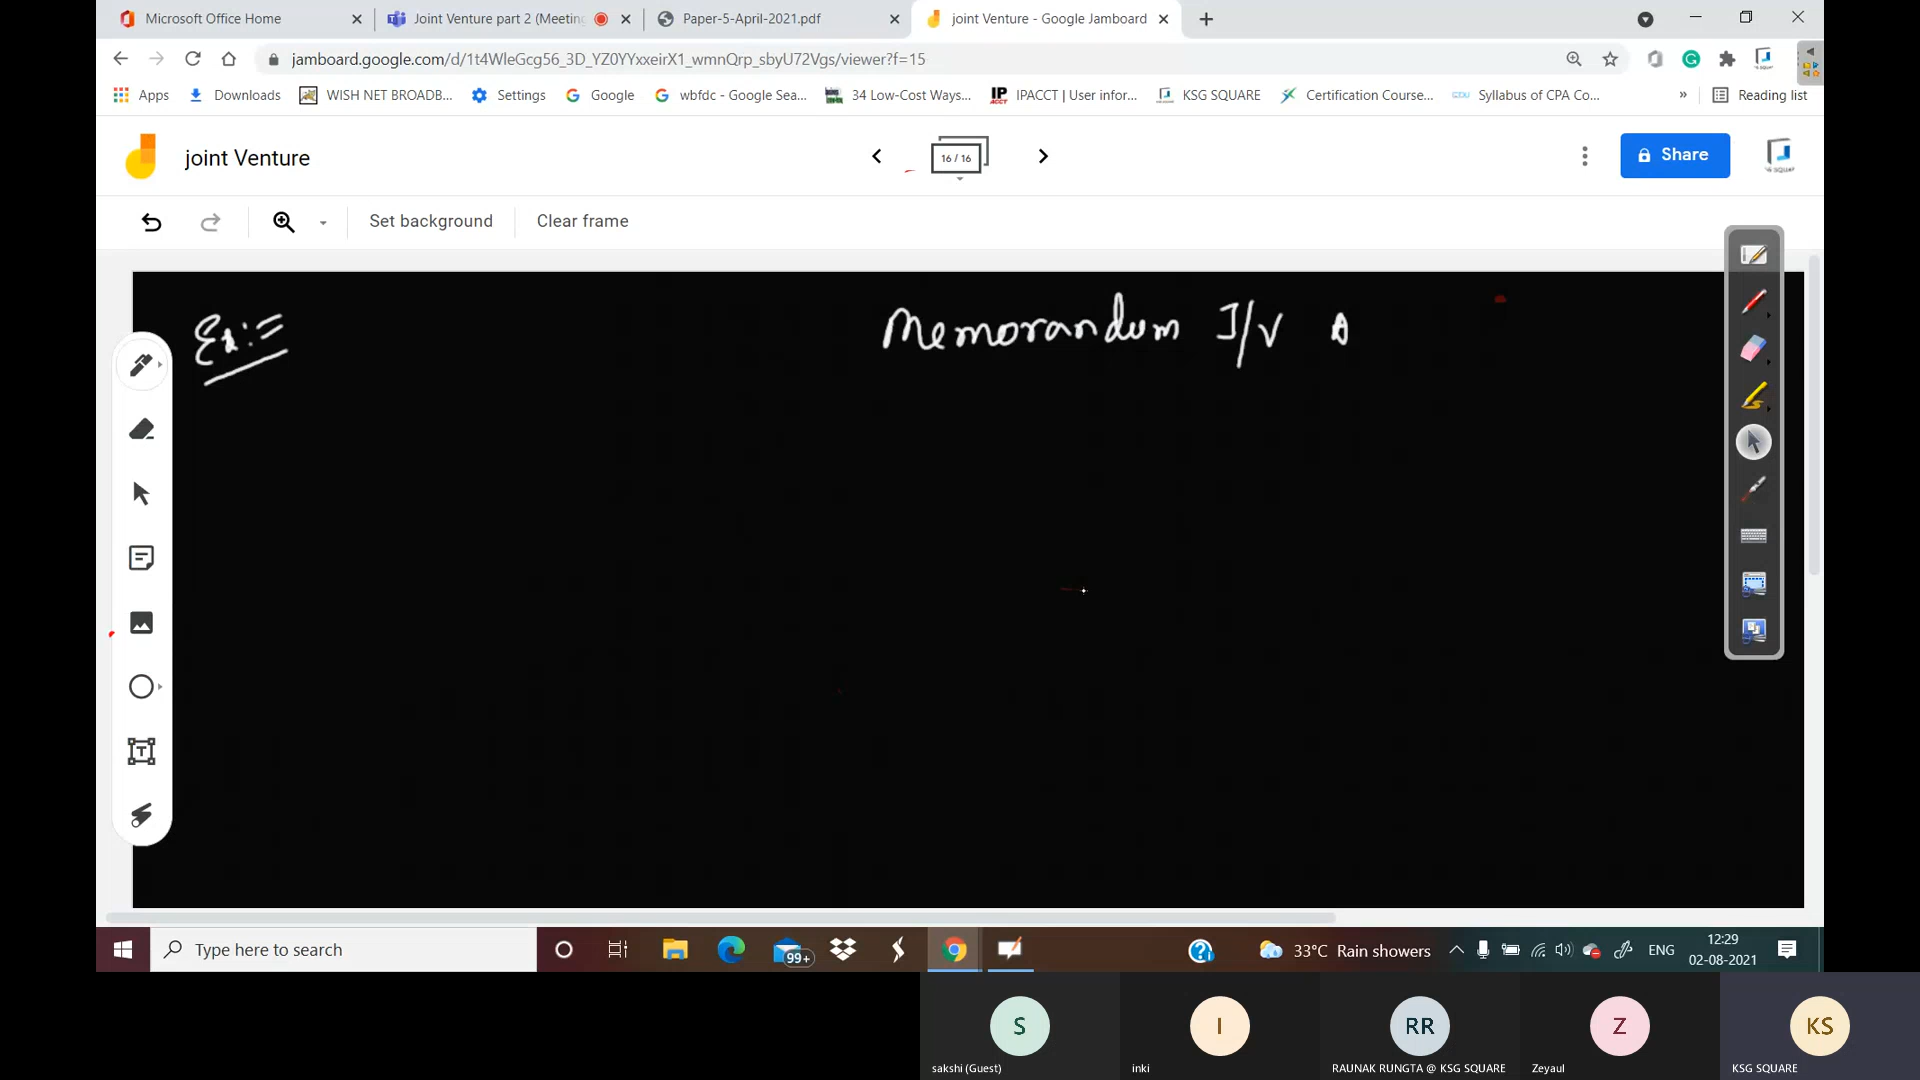 Microsoft Office Home
Joint Venture part 2 (Meetin
Paper-5-April-2021.pdf
joint Venture - Google Jamboard
jamboard.google.com/d/1t4WleGcg56_3D_YZ0YYxxeirX1_wmnQrp_sbyU72Vgs/viewer?f=15
Apps
Downloads
WISH NET BROADB...
Settings
Google
wbfdc - Google Sea...
34 Low-Cost Ways...
IPACCT | User infor...
KSG SQUARE
Certification Course...
Syllabus of CPA Co...
»
Reading list
joint Venture
16 / 16
Share
Set background
Clear frame
Ex:=
Memorandum J/V A
Type here to search
99+
33°C Rain showers
ENG
12:29
02-08-2021
S
I
RR
Z
KS
sakshi (Guest)
inki
RAUNAK RUNGTA @ KSG SQUARE
Zeyaul
KSG SQUARE